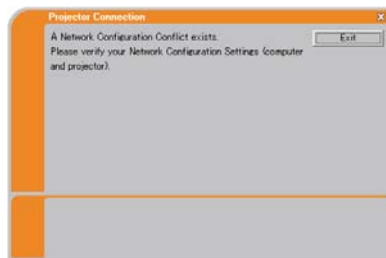 Projector Connection
X
A Network Configuration Conflict exists.
Exit
Please verify your Network Configuration Settings (computer
and projector).